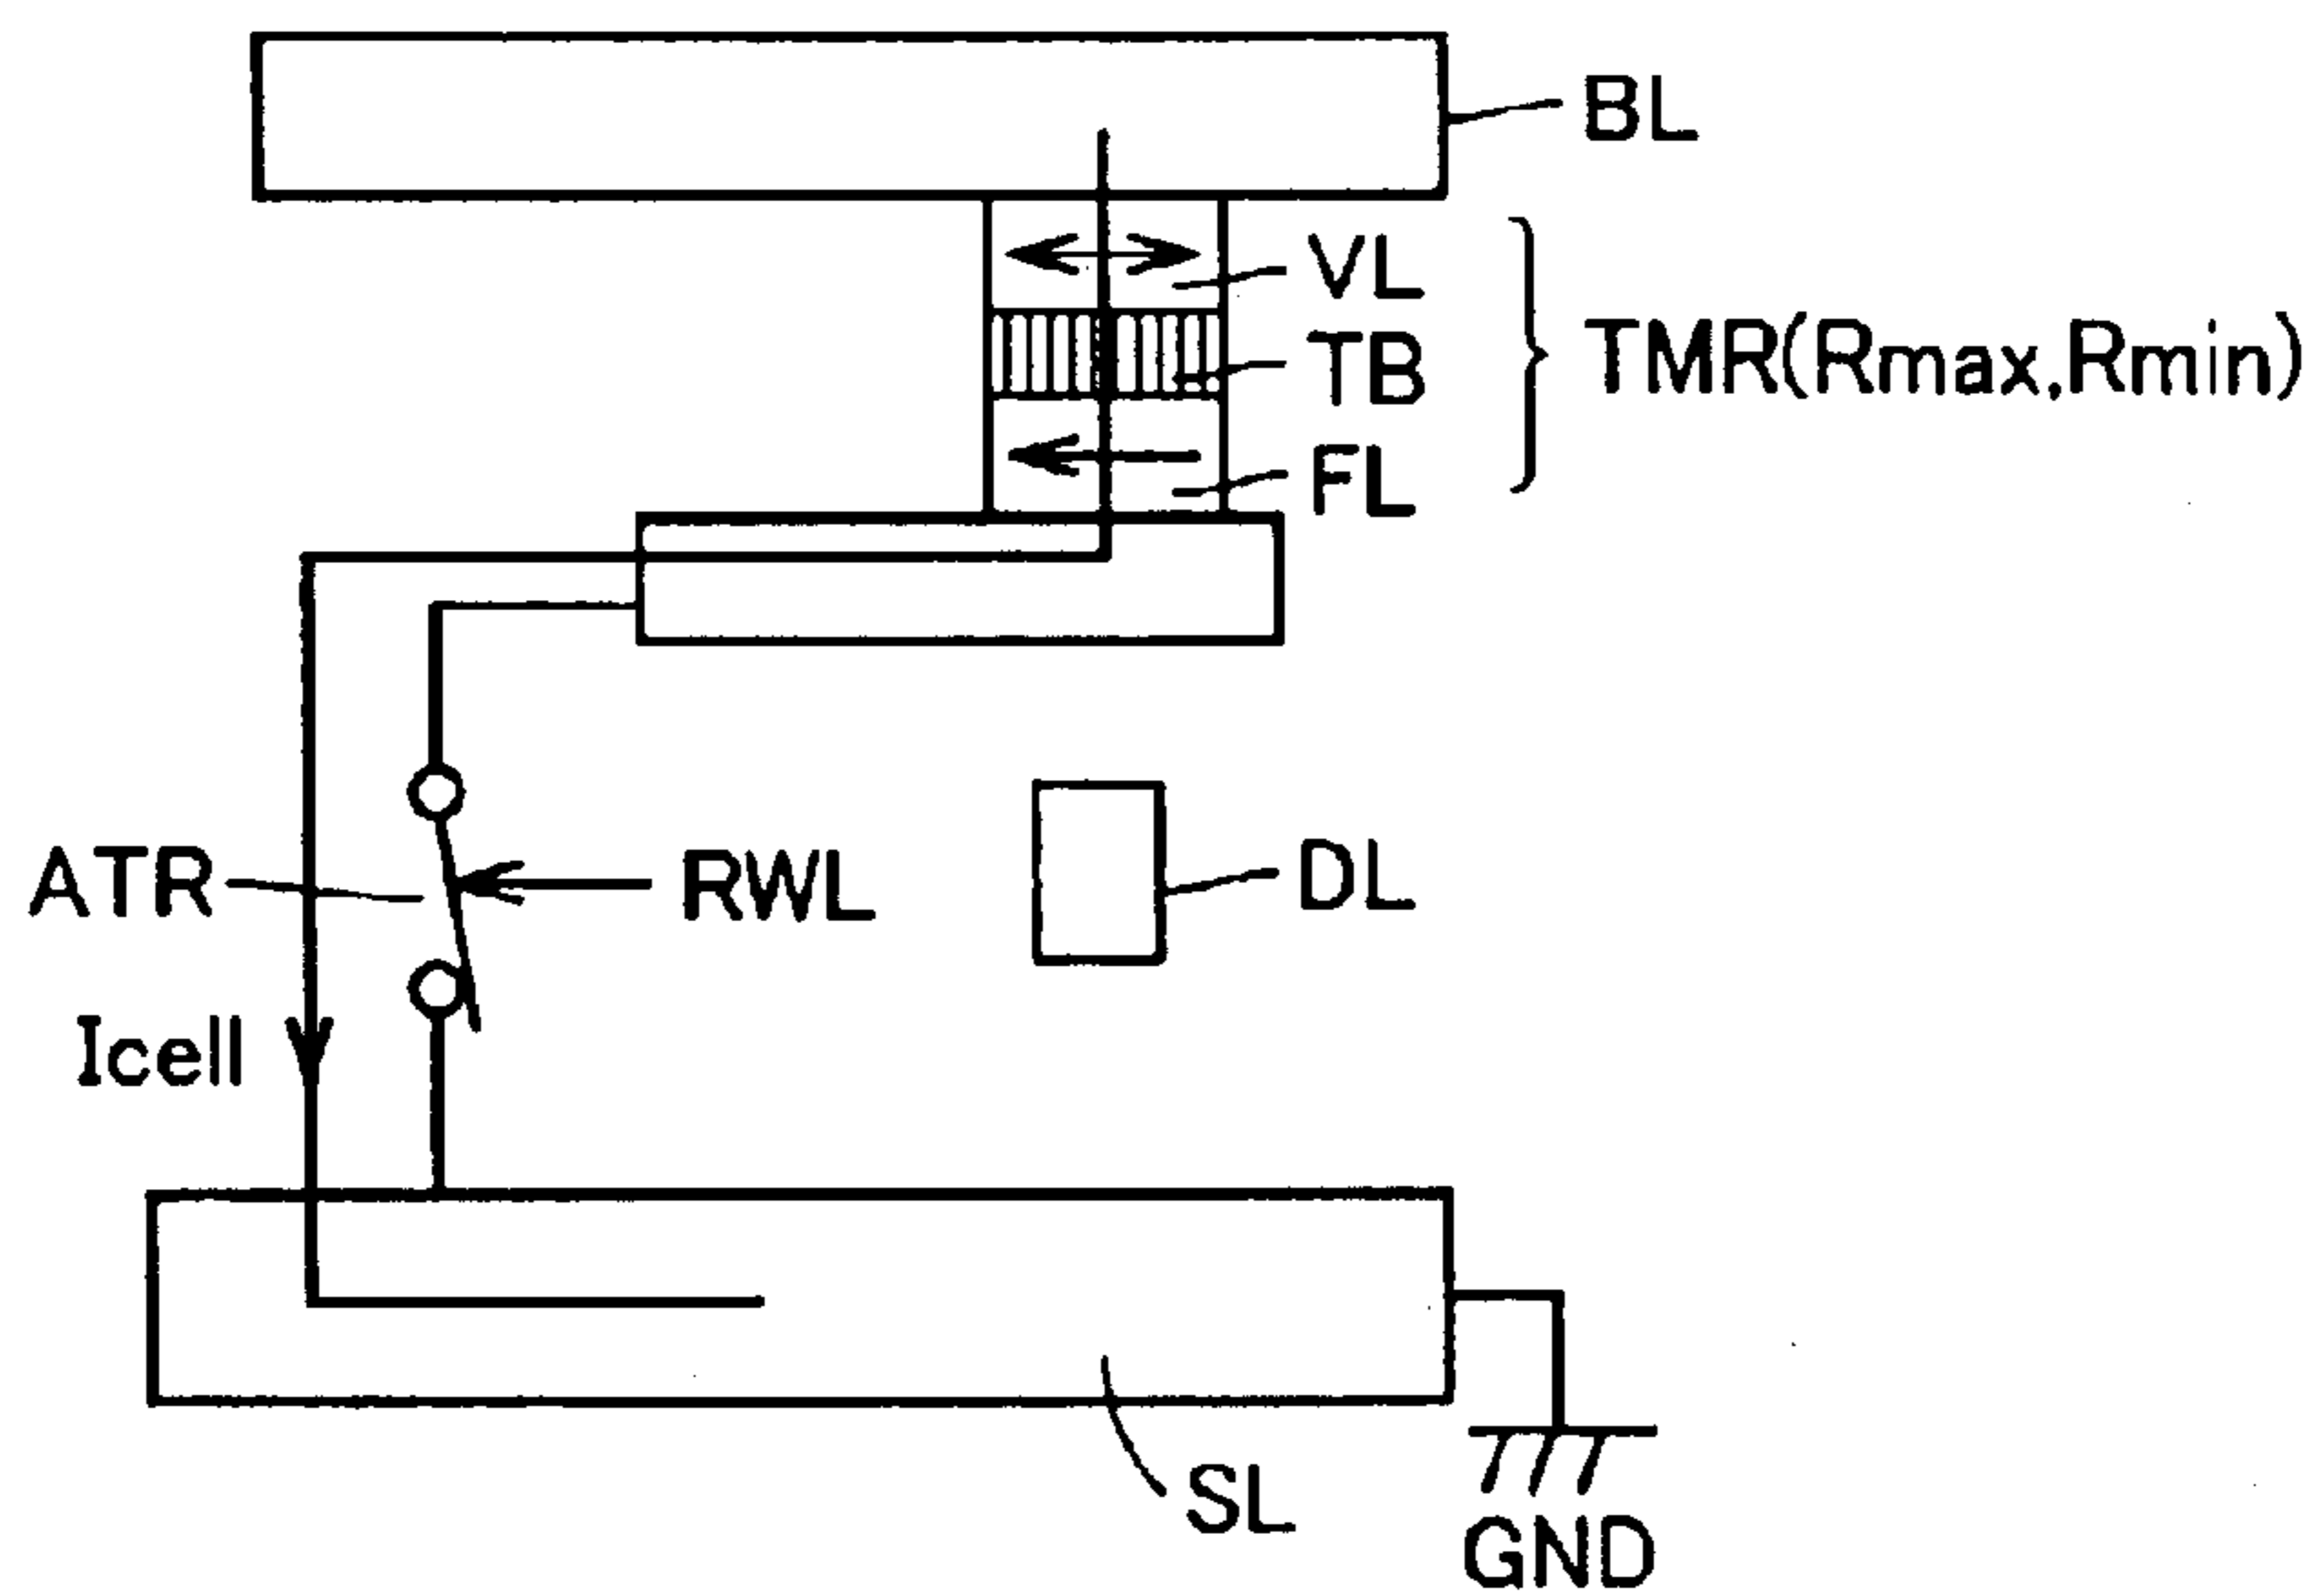 BL
VL
TB
FL
TMR(Rmax,Rmin)
ATR
RWL
DL
Icell
SL
GND